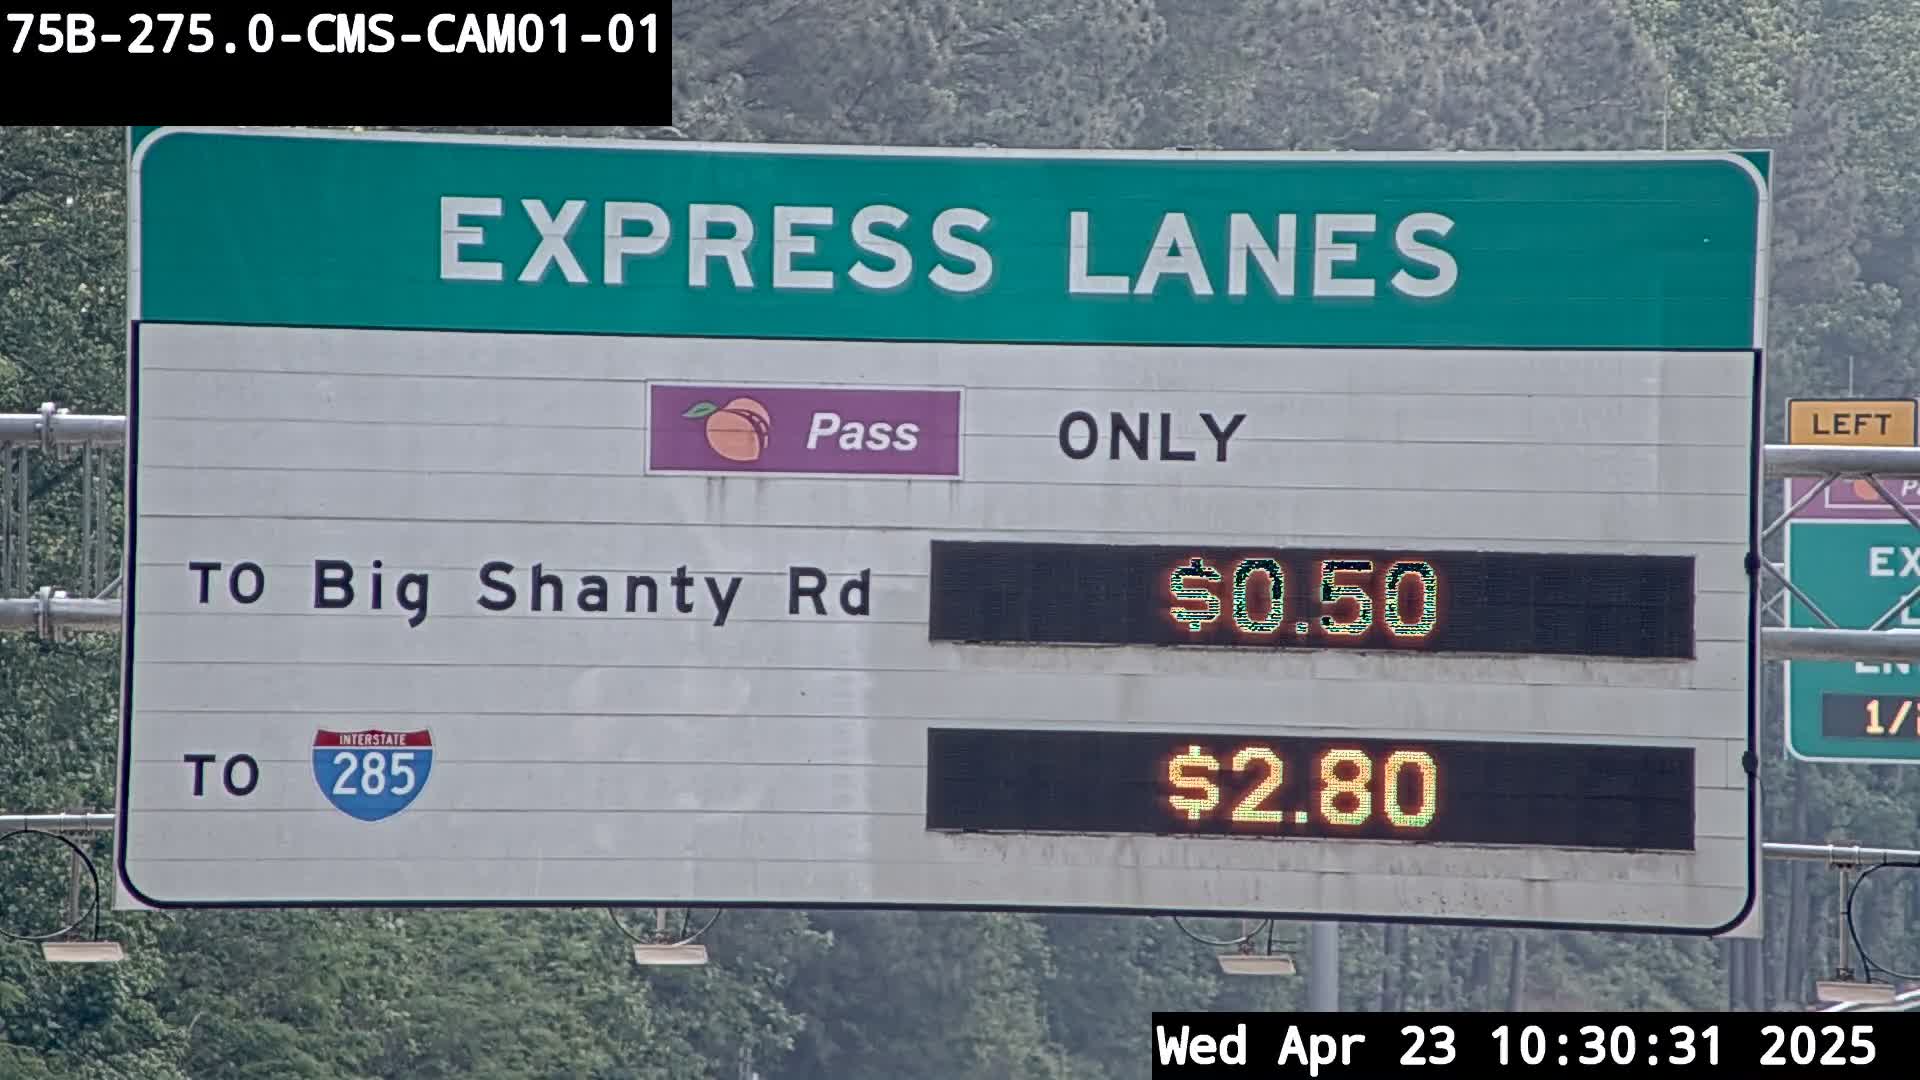 75B-275.0-CMS-CAM01-01
EXPRESS LANES
Pass ONLY
TO Big Shanty Rd $0.50
TO INTERSTATE 285 $2.80
LEFT
Wed Apr 23 10:30:31 2025